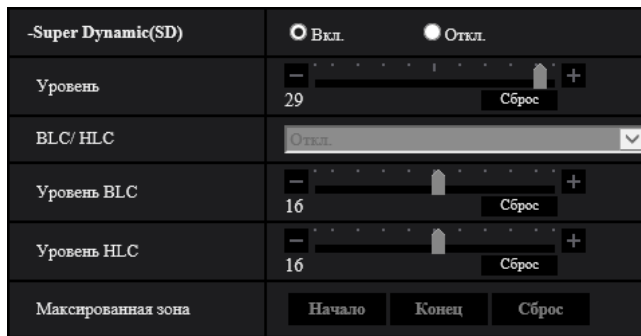 -Super Dynamic(SD) Вкл. Откл.
Уровень 29 Сброс
BLC/ HLC Откл.
Уровень BLC 16 Сброс
Уровень HLC 16 Сброс
Максированная зона Начало Конец Сброс